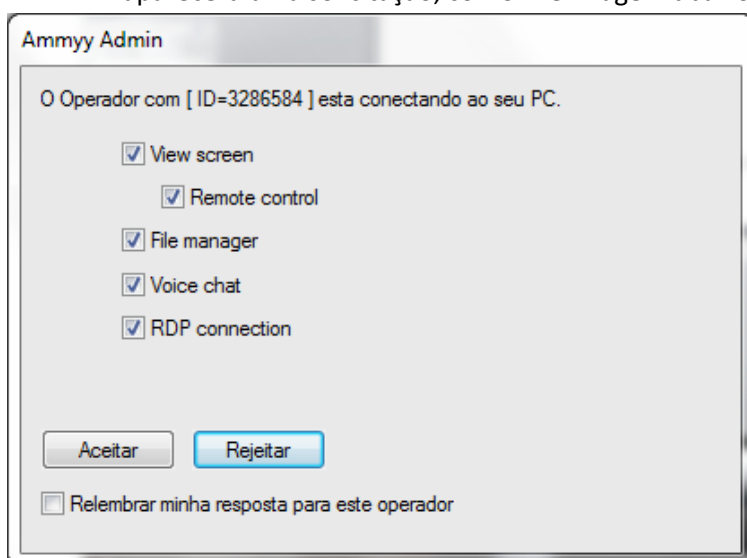 Ammyy Admin
O Operador com [ ID=3286584 ] esta conectando ao seu PC.
View screen
Remote control
File manager
Voice chat
RDP connection
Aceitar Rejeitar
Relembrar minha resposta para este operador